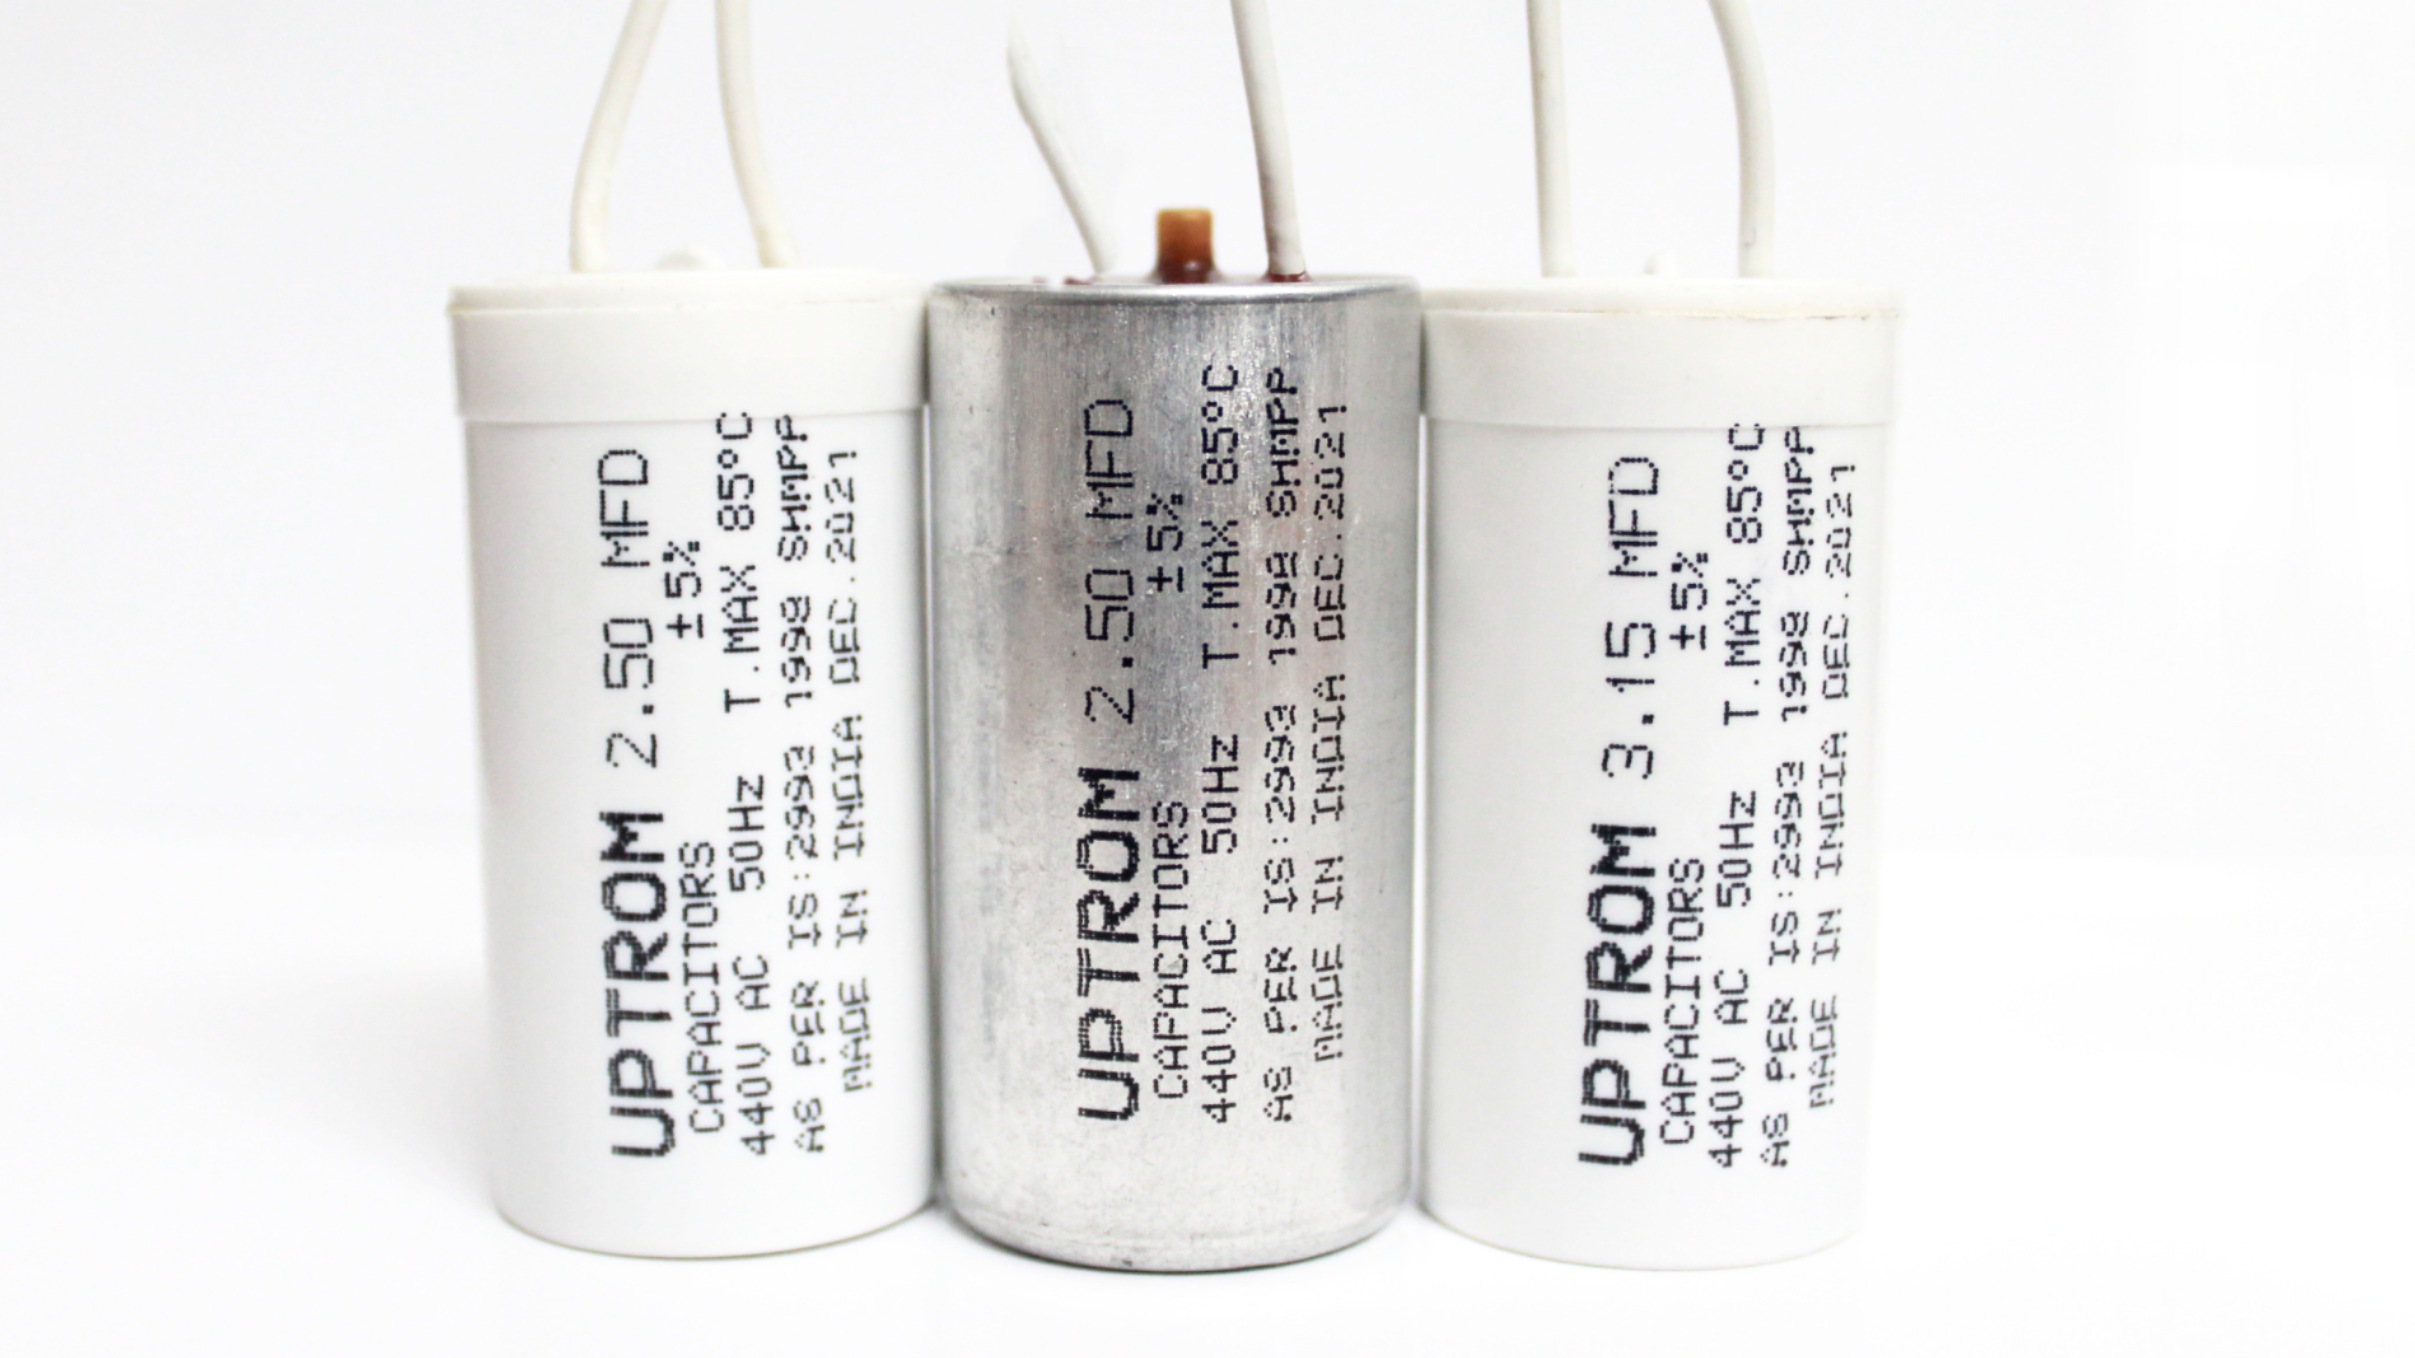 UPTROM 2.50 MFD
CAPACITORS ±5%
440V AC 50Hz T.MAX 85°C
AS PER IS:2993 1998 SHMPP
MADE IN INDIA DEC.2021
UPTROM 2.50 MFD
CAPACITORS ±5%
440V AC 50Hz T.MAX 85°C
AS PER IS:2993 1998 SHMPP
MADE IN INDIA DEC.2021
UPTROM 3.15 MFD
CAPACITORS ±5%
440V AC 50Hz T.MAX 85°C
AS PER IS:2993 1998 SHMPP
MADE IN INDIA DEC.2021